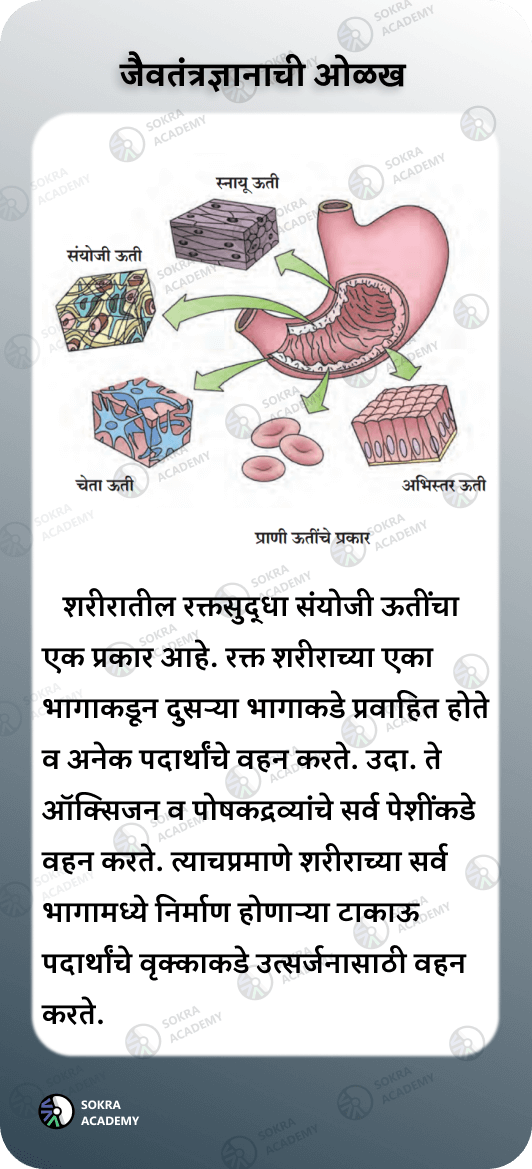 जैवतंत्रज्ञानाची ओळख
स्नायू ऊती
संयोजी ऊती
चेता ऊती
अभिस्तर ऊती
प्राणी ऊतींचे प्रकार
शरीरातील रक्तसुद्धा संयोजी ऊतींचा
एक प्रकार आहे. रक्त शरीराच्या एका
भागाकडून दुसऱ्या भागाकडे प्रवाहित होते
व अनेक पदार्थांचे वहन करते. उदा. ते
ऑक्सिजन व पोषकद्रव्यांचे सर्व पेशींकडे
वहन करते. त्याचप्रमाणे शरीराच्या सर्व
भागामध्ये निर्माण होणाऱ्या टाकाऊ
पदार्थांचे वृक्काकडे उत्सर्जनासाठी वहन
करते.
SOKRA
ACADEMY